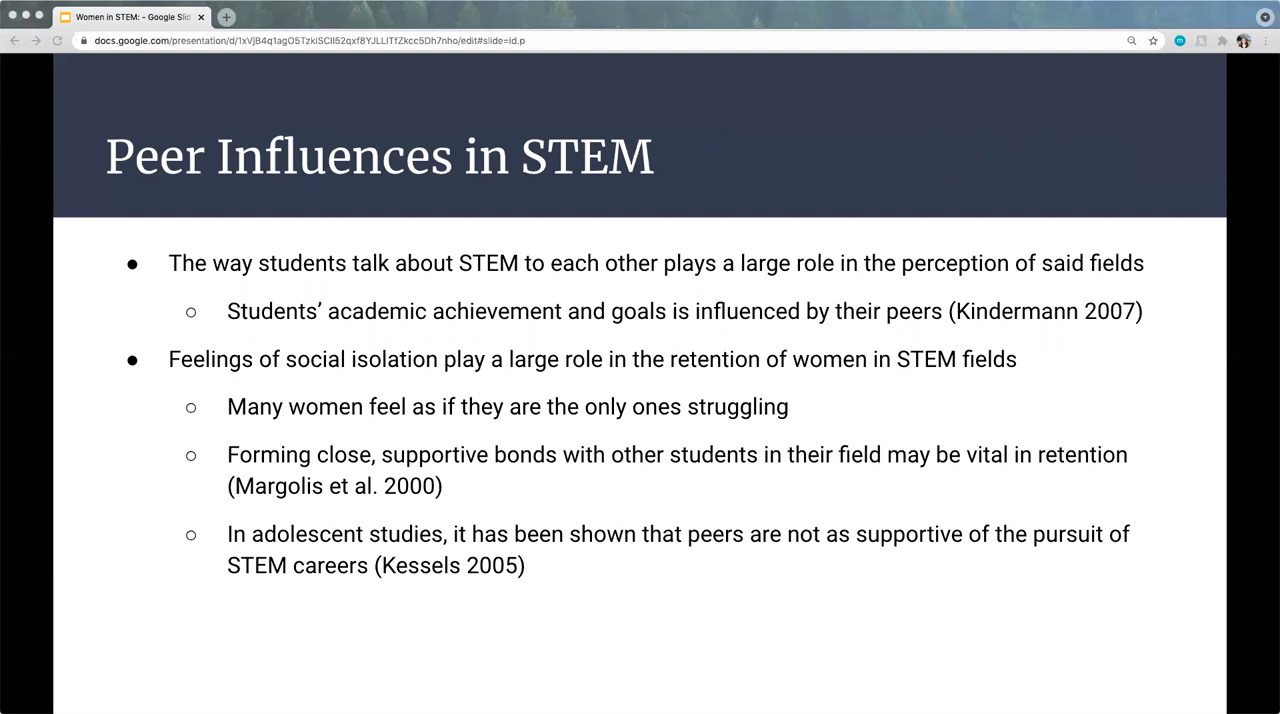 Women in STEM: - Google Slid
docs.google.com/presentation/d/1xVjB4q1agO5TzkiSCIl52qxf8YJLLlTfZkcc5Dh7nho/edit#slide=id.p
Peer Influences in STEM
● The way students talk about STEM to each other plays a large role in the perception of said fields
○ Students’ academic achievement and goals is influenced by their peers (Kindermann 2007)
● Feelings of social isolation play a large role in the retention of women in STEM fields
○ Many women feel as if they are the only ones struggling
○ Forming close, supportive bonds with other students in their field may be vital in retention
(Margolis et al. 2000)
○ In adolescent studies, it has been shown that peers are not as supportive of the pursuit of
STEM careers (Kessels 2005)